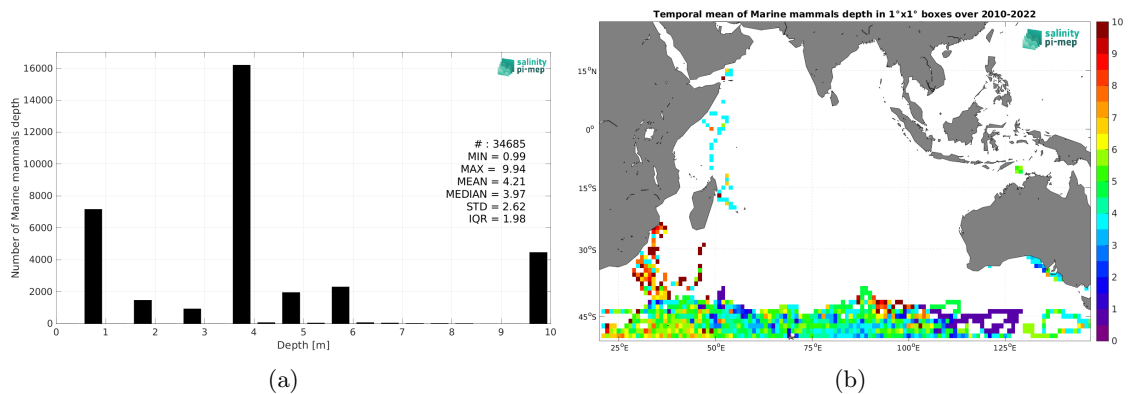 Temporal mean of Marine mammals depth in 1°x1° boxes over 2010-2022
salinity
pi-mep
16000
14000
12000
10000
8000
6000
4000
2000
0
Number of Marine mammals depth
# : 34685
MIN = 0.99
MAX = 9.94
MEAN = 4.21
MEDIAN = 3.97
STD = 2.62
IQR = 1.98
0 1 2 3 4 5 6 7 8 9 10
Depth [m]
(a)
salinity
pi-mep
15°N
0°
15°S
30°S
45°S
25°E 50°E 75°E 100°E 125°E
10
9
8
7
6
5
4
3
2
1
0
(b)